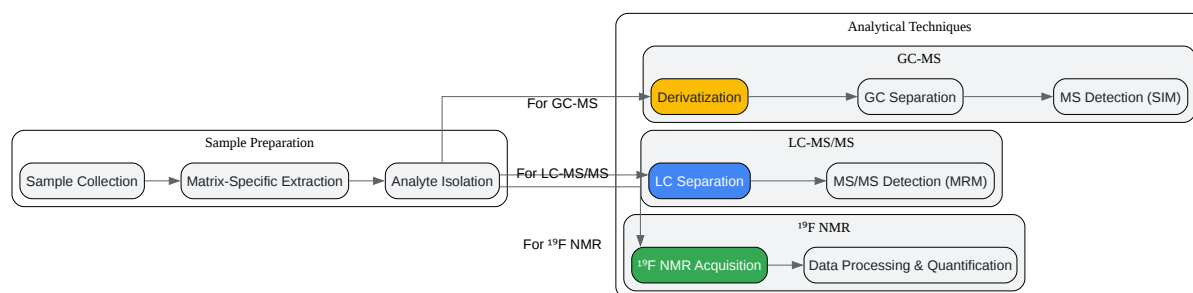 Analytical Techniques
GC-MS
Derivatization
GC Separation
MS Detection (SIM)
For GC-MS
Sample Preparation
Sample Collection
Matrix-Specific Extraction
Analyte Isolation
For LC-MS/MS
LC-MS/MS
LC Separation
MS/MS Detection (MRM)
For ¹⁹F NMR
¹⁹F NMR
¹⁹F NMR Acquisition
Data Processing & Quantification